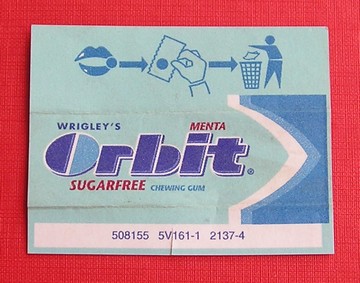 WRIGLEY'S MENTA
Orbit®
SUGARFREE CHEWING GUM
508155 5V161-1 2137-4